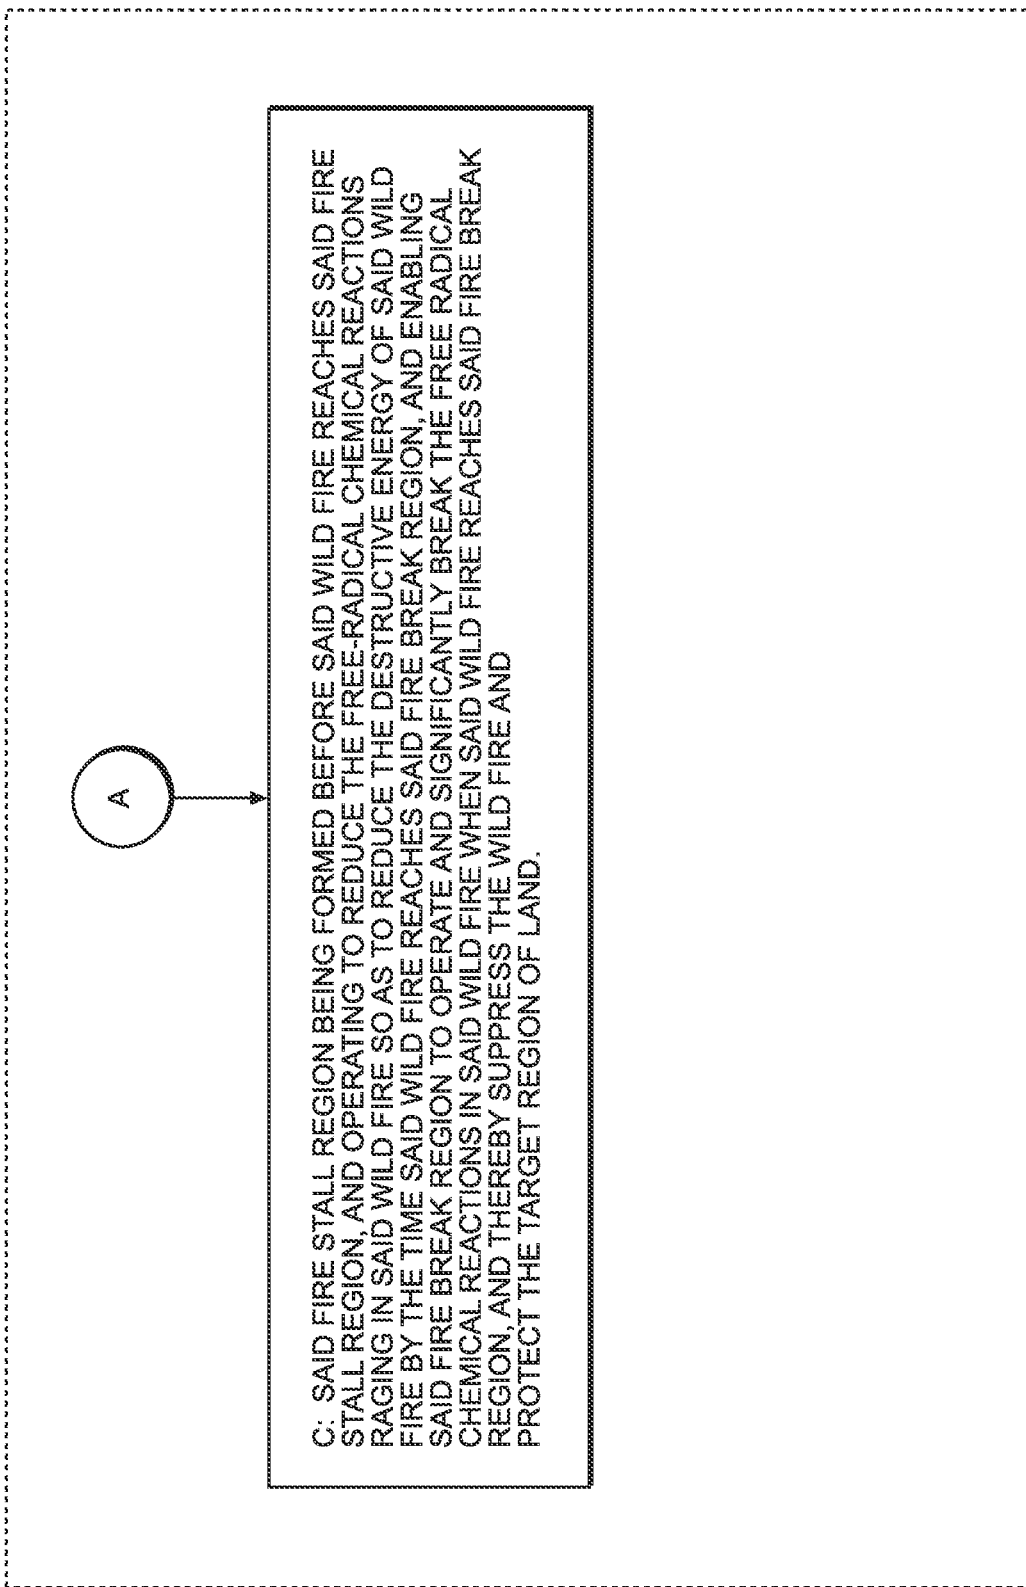 A
C: SAID FIRE STALL REGION BEING FORMED BEFORE SAID WILD FIRE REACHES SAID FIRE
STALL REGION, AND OPERATING TO REDUCE THE FREE-RADICAL CHEMICAL REACTIONS
RAGING IN SAID WILD FIRE SO AS TO REDUCE THE DESTRUCTIVE ENERGY OF SAID WILD
FIRE BY THE TIME SAID WILD FIRE REACHES SAID FIRE BREAK REGION, AND ENABLING
SAID FIRE BREAK REGION TO OPERATE AND SIGNIFICANTLY BREAK THE FREE RADICAL
CHEMICAL REACTIONS IN SAID WILD FIRE WHEN SAID WILD FIRE REACHES SAID FIRE BREAK
REGION, AND THEREBY SUPPRESS THE WILD FIRE AND
PROTECT THE TARGET REGION OF LAND.